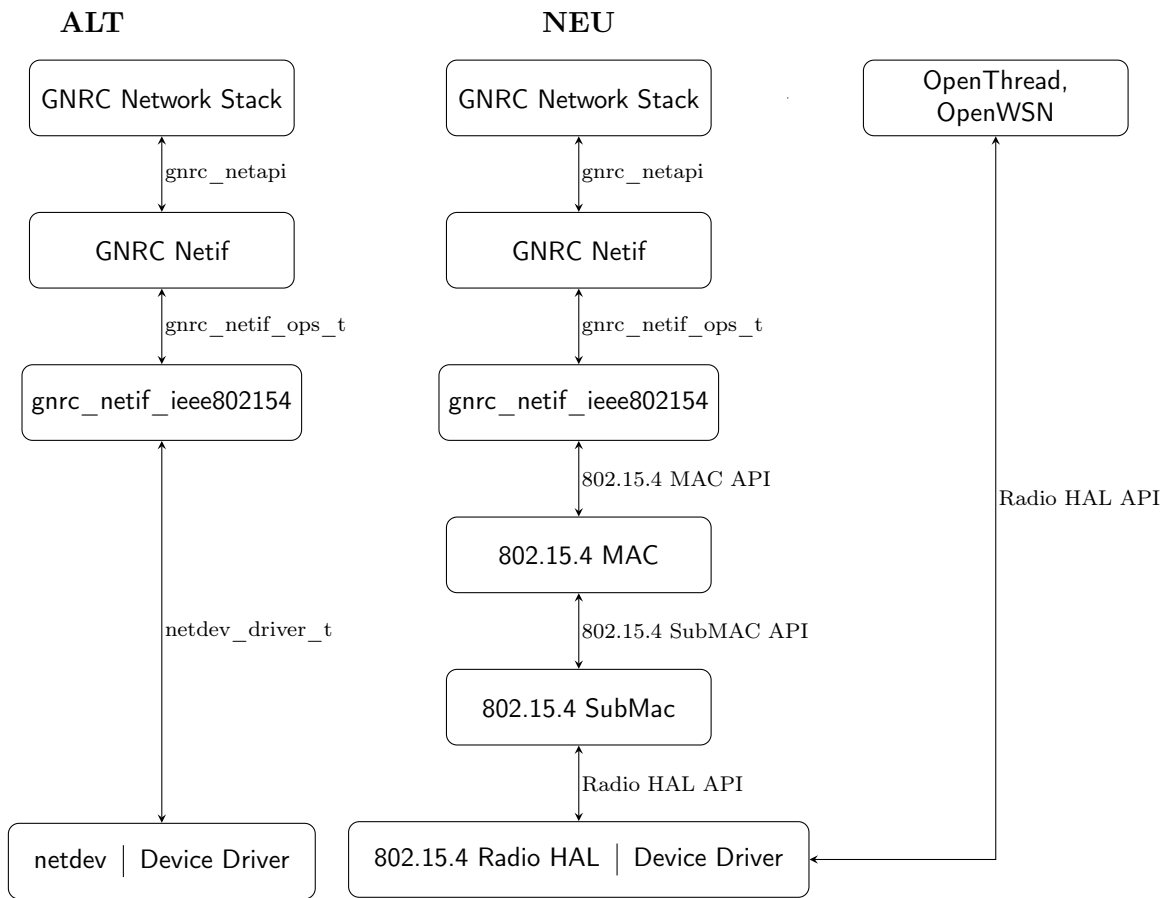 ALT
NEU
GNRC Network Stack
GNRC Network Stack
OpenThread,
OpenWSN
gnrc_netapi
gnrc_netapi
GNRC Netif
GNRC Netif
gnrc_netif_ops_t
gnrc_netif_ops_t
gnrc_netif_ieee802154
gnrc_netif_ieee802154
802.15.4 MAC API
Radio HAL API
802.15.4 MAC
netdev_driver_t
802.15.4 SubMAC API
802.15.4 SubMac
Radio HAL API
netdev | Device Driver
802.15.4 Radio HAL | Device Driver